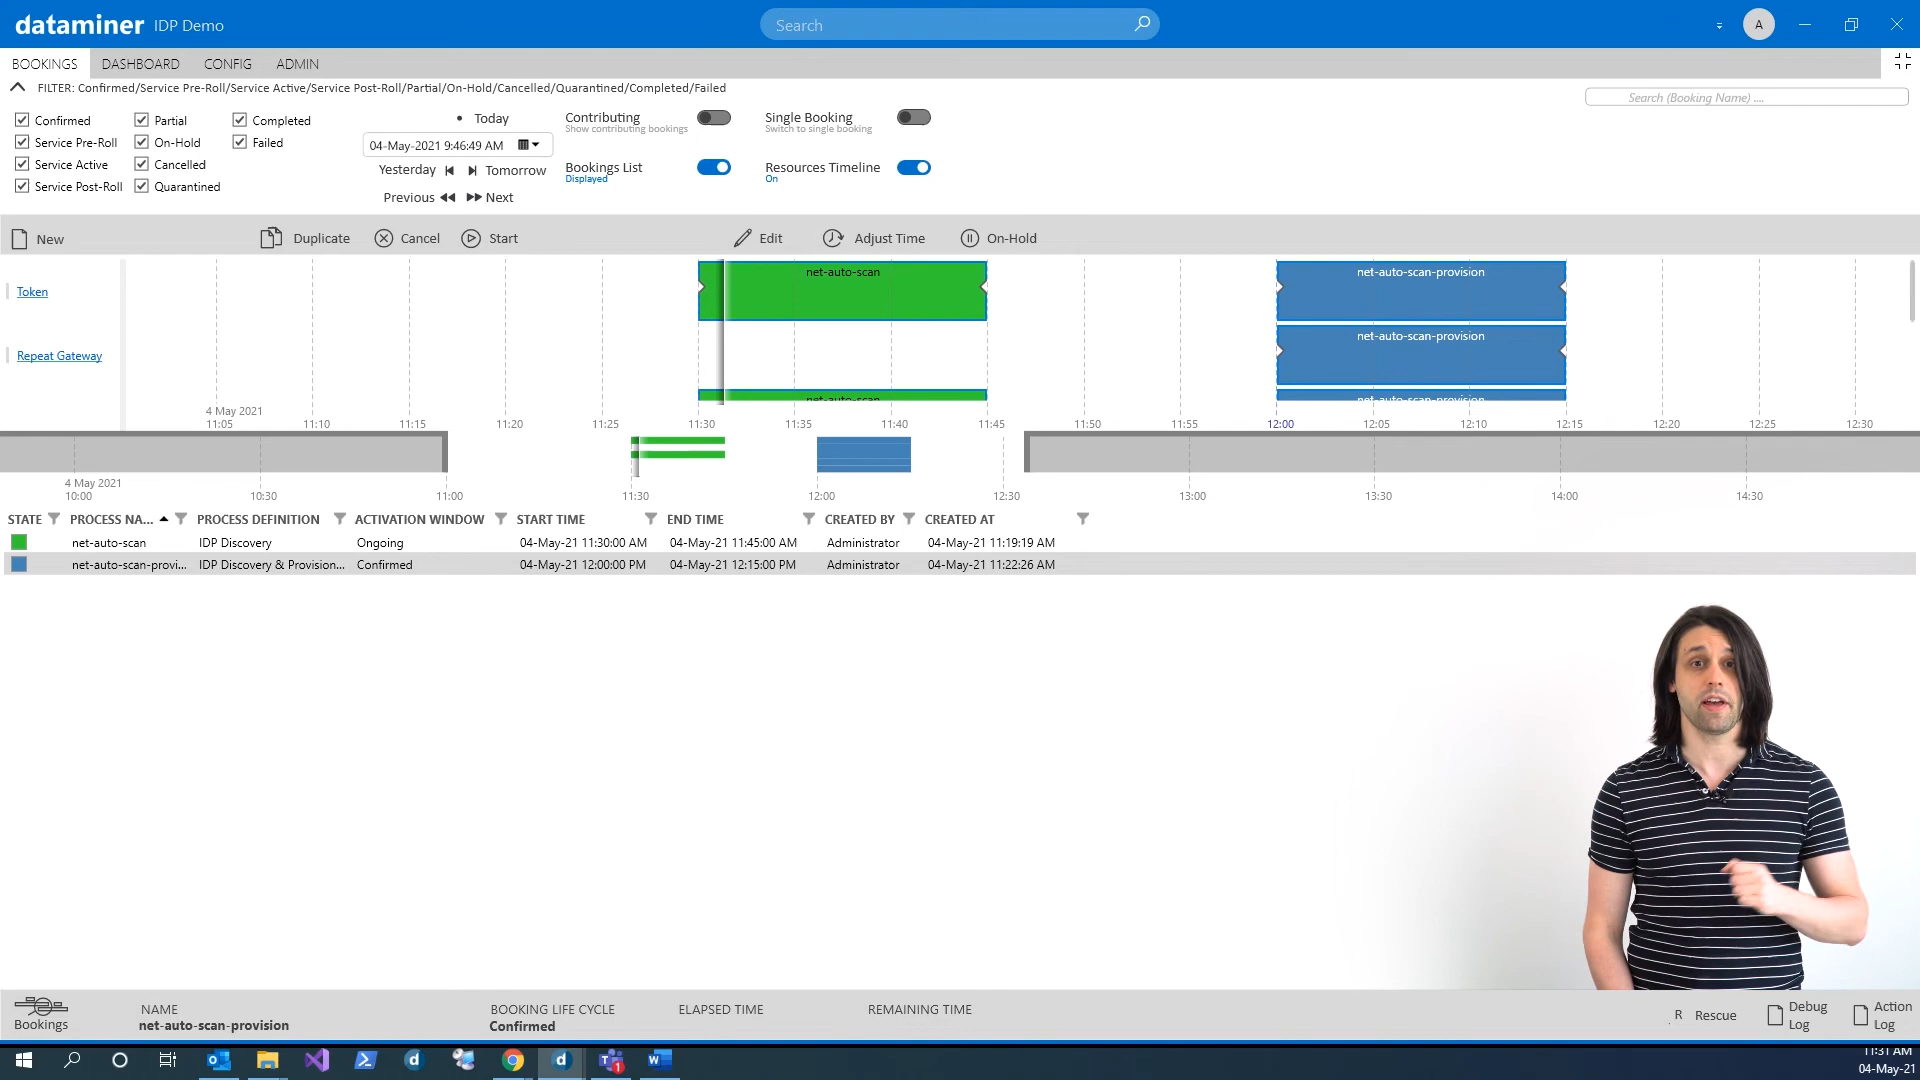 dataminer IDP Demo
Search
A
BOOKINGS DASHBOARD CONFIG ADMIN
FILTER: Confirmed/Service Pre-Roll/Service Active/Service Post-Roll/Partial/On-Hold/Cancelled/Quarantined/Completed/Failed
Search (Booking Name) ....
Confirmed Partial Completed
Service Pre-Roll On-Hold Failed
Service Active Cancelled
Service Post-Roll Quarantined
Today
04-May-2021 9:46:49 AM
Yesterday Tomorrow
Previous Next
Contributing
Show contributing bookings
Single Booking
Switch to single booking
Bookings List
Displayed
Resources Timeline
On
New Duplicate Cancel Start Edit Adjust Time On-Hold
Token
net-auto-scan net-auto-scan-provision
Repeat Gateway
net-auto-scan-provision
net-auto-scan net-auto-scan-provision
4 May 2021
11:05 11:10 11:15 11:20 11:25 11:30 11:35 11:40 11:45 11:50 11:55 12:00 12:05 12:10 12:15 12:20 12:25 12:30
4 May 2021
10:00 10:30 11:00 11:30 12:00 12:30 13:00 13:30 14:00 14:30
STATE PROCESS NA... PROCESS DEFINITION ACTIVATION WINDOW START TIME END TIME CREATED BY CREATED AT
net-auto-scan IDP Discovery Ongoing 04-May-21 11:30:00 AM 04-May-21 11:45:00 AM Administrator 04-May-21 11:19:19 AM
net-auto-scan-provi... IDP Discovery & Provision... Confirmed 04-May-21 12:00:00 PM 04-May-21 12:15:00 PM Administrator 04-May-21 11:22:26 AM
Bookings
NAME
net-auto-scan-provision
BOOKING LIFE CYCLE
Confirmed
ELAPSED TIME
REMAINING TIME
R Rescue
Debug
Log
Action
Log
11:31 AM
04-May-21